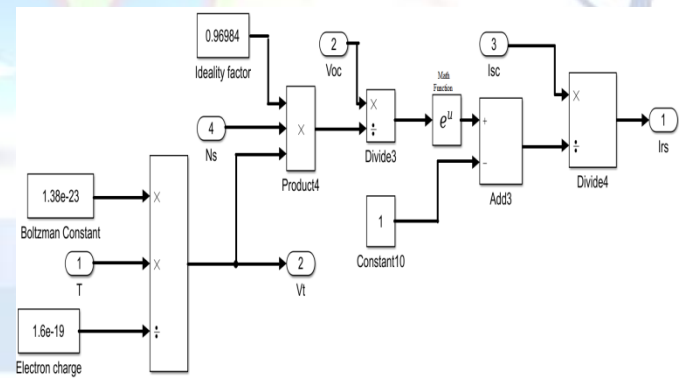 0.96984
Ideality factor
2
Voc
3
Isc
4
Ns
×
Product4
×
÷
Divide3
Math
Function
e^u
+
−
Add3
×
÷
Divide4
1
Irs
1
Constant10
1.38e-23
Boltzman Constant
1
T
1.6e-19
Electron charge
×
×
÷
2
Vt